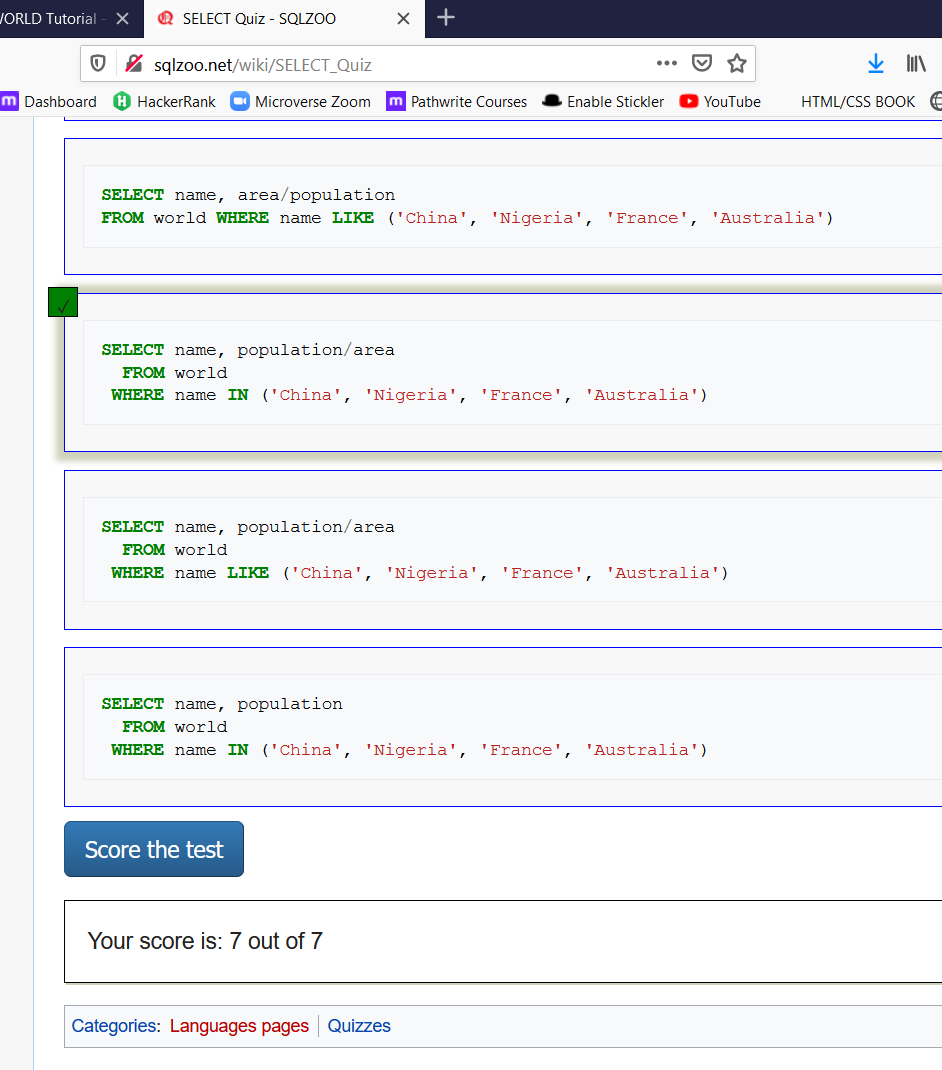 WORLD Tutorial -
SELECT Quiz - SQLZOO
sqlzoo.net/wiki/SELECT_Quiz
Dashboard HackerRank Microverse Zoom Pathwrite Courses Enable Stickler YouTube HTML/CSS BOOK
SELECT name, area/population
FROM world WHERE name LIKE ('China', 'Nigeria', 'France', 'Australia')
SELECT name, population/area
FROM world
WHERE name IN ('China', 'Nigeria', 'France', 'Australia')
SELECT name, population/area
FROM world
WHERE name LIKE ('China', 'Nigeria', 'France', 'Australia')
SELECT name, population
FROM world
WHERE name IN ('China', 'Nigeria', 'France', 'Australia')
Score the test
Your score is: 7 out of 7
Categories: Languages pages | Quizzes